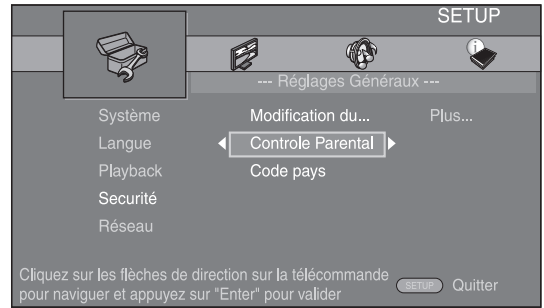 SETUP
--- Réglages Généraux ---
Système
Modification du...
Plus...
Langue
Controle Parental
Playback
Code pays
Securité
Réseau
Cliquez sur les flèches de direction sur la télécommande
pour naviguer et appuyez sur "Enter" pour valider
SETUP Quitter